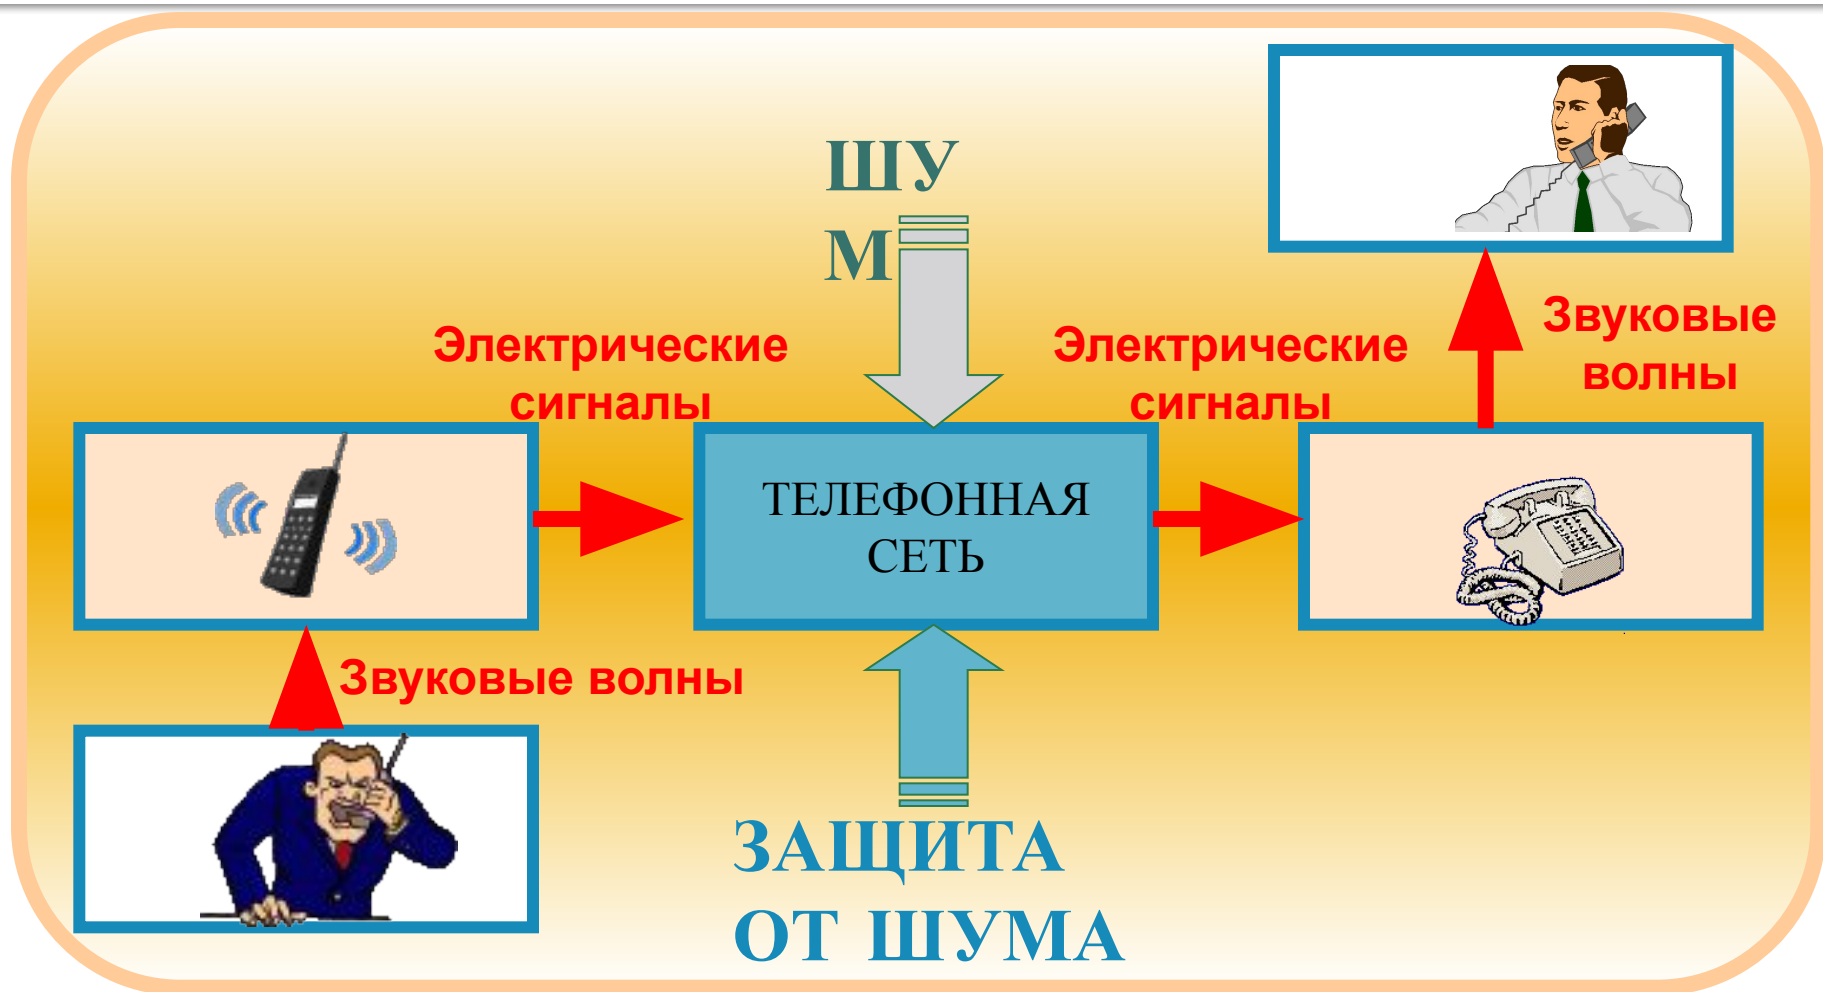 ШУ
М
Электрические
сигналы
Электрические
сигналы
Звуковые
волны
ТЕЛЕФОННАЯ
СЕТЬ
Звуковые волны
ЗАЩИТА
ОТ ШУМА